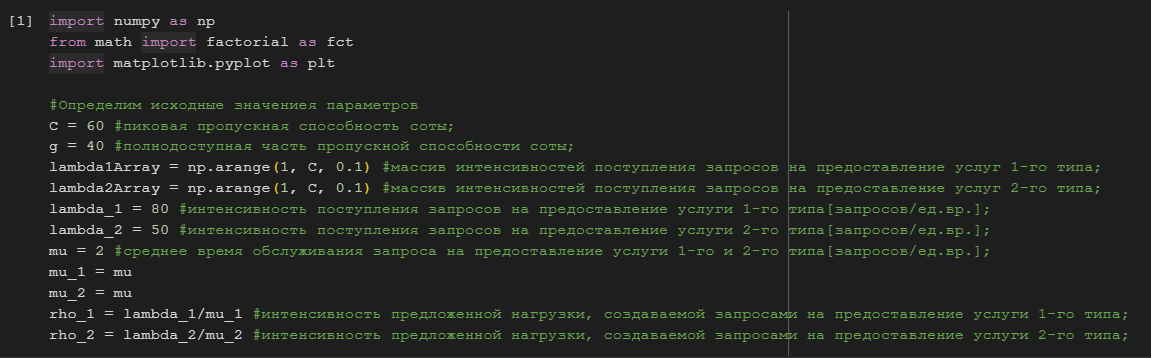 [1] import numpy as np
from math import factorial as fct
import matplotlib.pyplot as plt
#Определим исходные значениея параметров
C = 60 #пиковая пропускная способность соты;
g = 40 #полнодоступная часть пропускной способности соты;
lambda1Array = np.arange(1, C, 0.1) #массив интенсивностей поступления запросов на предоставление услуг 1-го типа;
lambda2Array = np.arange(1, C, 0.1) #массив интенсивностей поступления запросов на предоставление услуг 2-го типа;
lambda_1 = 80 #интенсивность поступления запросов на предоставление услуги 1-го типа[запросов/ед.вр.];
lambda_2 = 50 #интенсивность поступления запросов на предоставление услуги 2-го типа[запросов/ед.вр.];
mu = 2 #среднее время обслуживания запроса на предоставление услуги 1-го и 2-го типа[запросов/ед.вр.];
mu_1 = mu
mu_2 = mu
rho_1 = lambda_1/mu_1 #интенсивность предложенной нагрузки, создаваемой запросами на предоставление услуги 1-го типа;
rho_2 = lambda_2/mu_2 #интенсивность предложенной нагрузки, создаваемой запросами на предоставление услуги 2-го типа;